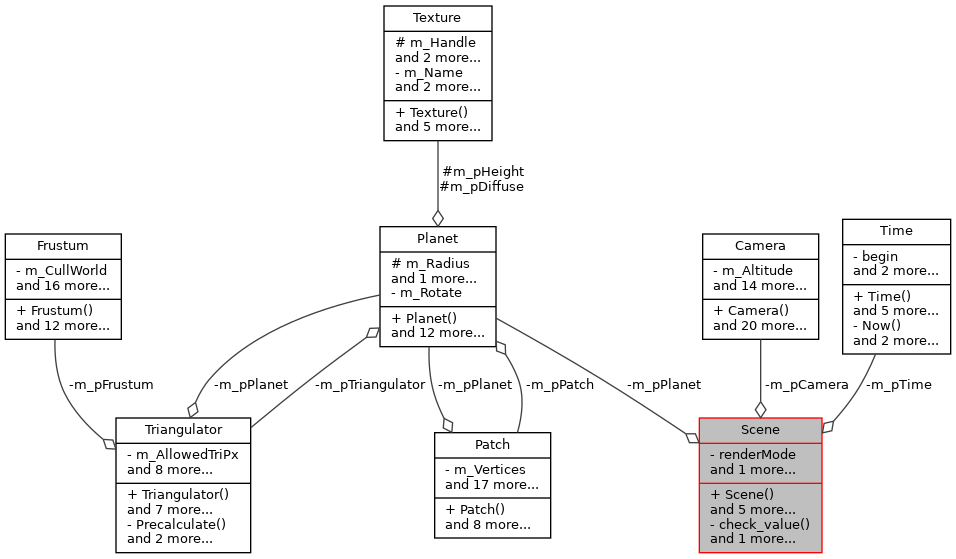 Texture
# m_Handle
and 2 more...
- m_Name
and 2 more...
+ Texture()
and 5 more...
#m_pHeight
#m_pDiffuse
Frustum
- m_CullWorld
and 16 more...
+ Frustum()
and 12 more...
Planet
# m_Radius
and 1 more...
- m_Rotate
+ Planet()
and 12 more...
Camera
- m_Altitude
and 14 more...
+ Camera()
and 20 more...
Time
- begin
and 2 more...
+ Time()
and 5 more...
- Now()
and 2 more...
-m_pFrustum
-m_pPlanet
-m_pTriangulator
-m_pPlanet
-m_pPatch
-m_pPlanet
-m_pCamera
-m_pTime
Triangulator
- m_AllowedTriPx
and 8 more...
+ Triangulator()
and 7 more...
- Precalculate()
and 2 more...
Patch
- m_Vertices
and 17 more...
+ Patch()
and 8 more...
Scene
- renderMode
and 1 more...
+ Scene()
and 5 more...
- check_value()
and 1 more...